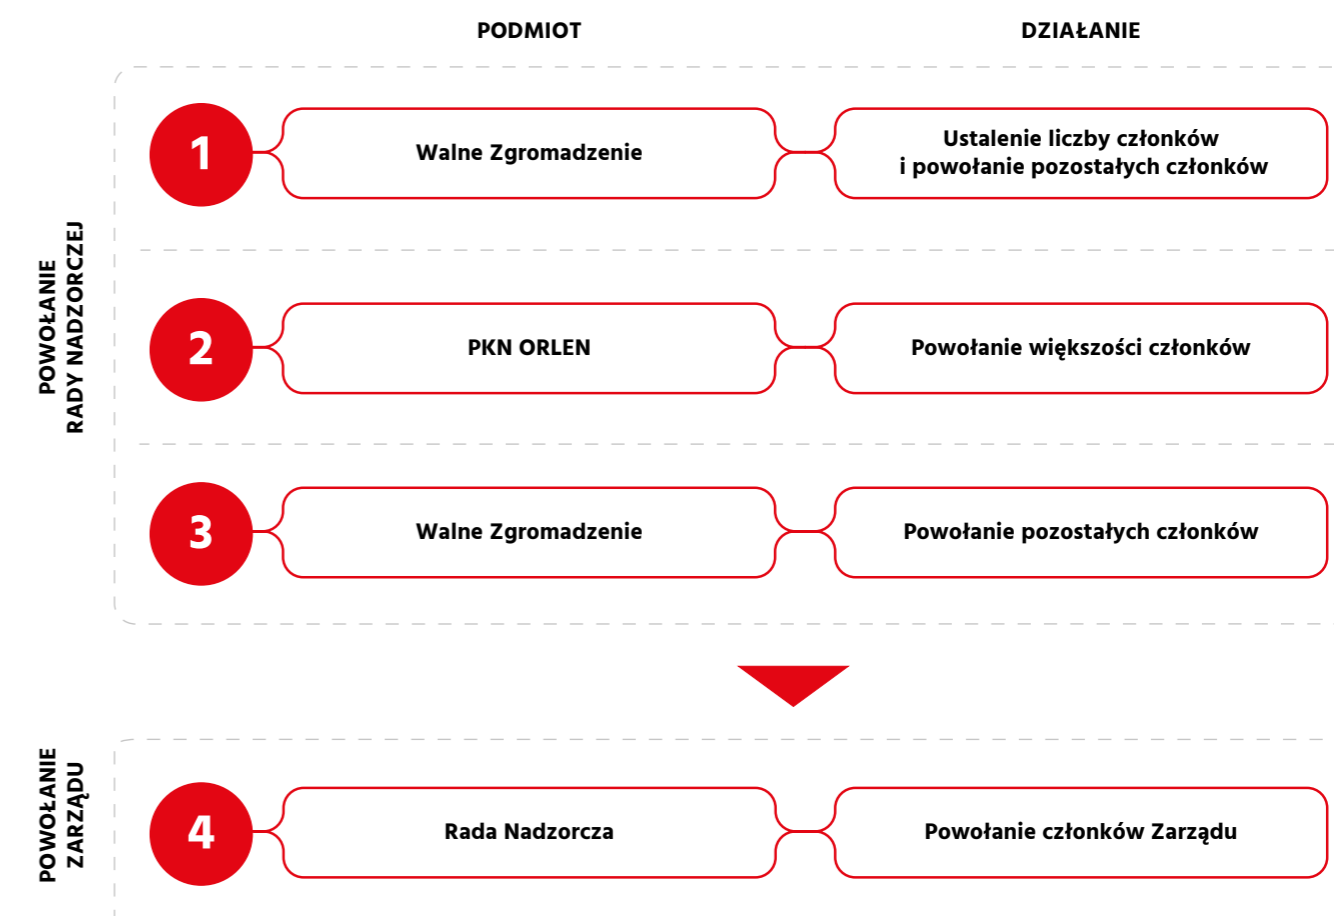 PODMIOT
DZIAŁANIE
POWOŁANIE
RADY NADZORCZEJ
1
Walne Zgromadzenie
Ustalenie liczby członków
i powołanie pozostałych członków
2
PKN ORLEN
Powołanie większości członków
3
Walne Zgromadzenie
Powołanie pozostałych członków
POWOŁANIE
ZARZĄDU
4
Rada Nadzorcza
Powołanie członków Zarządu